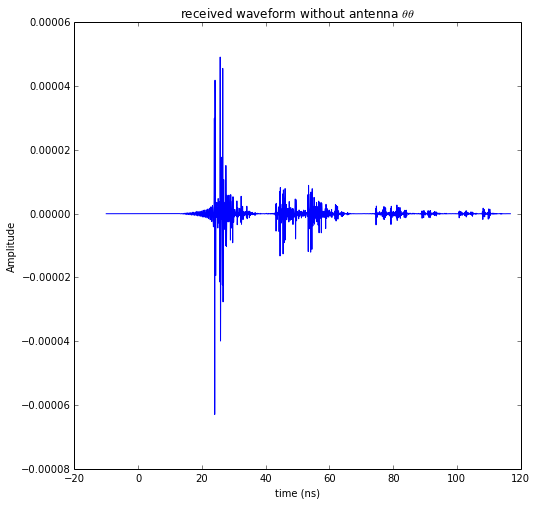 received waveform without antenna θθ
0.00006
0.00004
0.00002
0.00000
−0.00002
−0.00004
−0.00006
−0.00008
Amplitude
−20 0 20 40 60 80 100 120
time (ns)